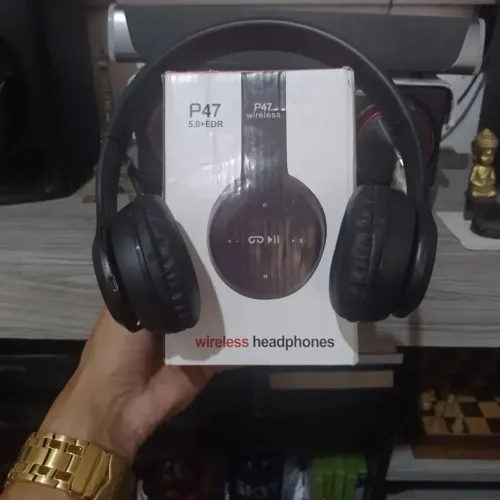 P47
5.0+EDR
P47
wireless
wireless headphones